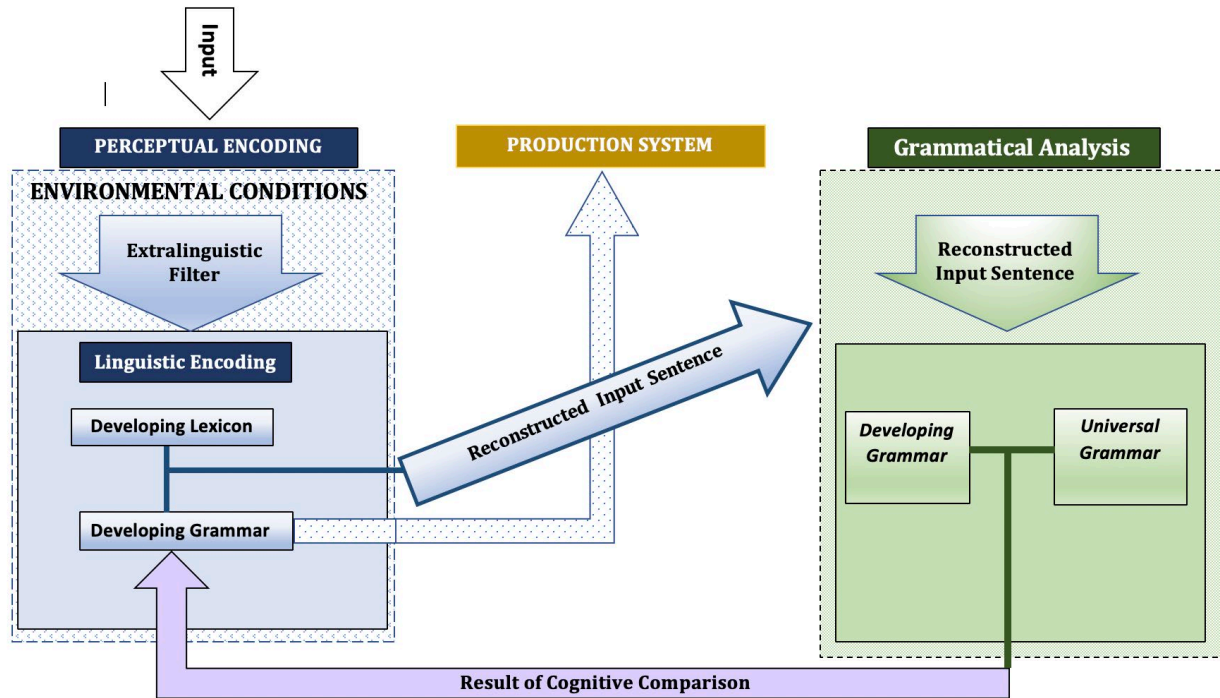 Input
PERCEPTUAL ENCODING
ENVIRONMENTAL CONDITIONS
Extralinguistic
Filter
Linguistic Encoding
Developing Lexicon
Developing Grammar
PRODUCTION SYSTEM
Reconstructed Input Sentence
Grammatical Analysis
Reconstructed
Input Sentence
Developing
Grammar
Universal
Grammar
Result of Cognitive Comparison